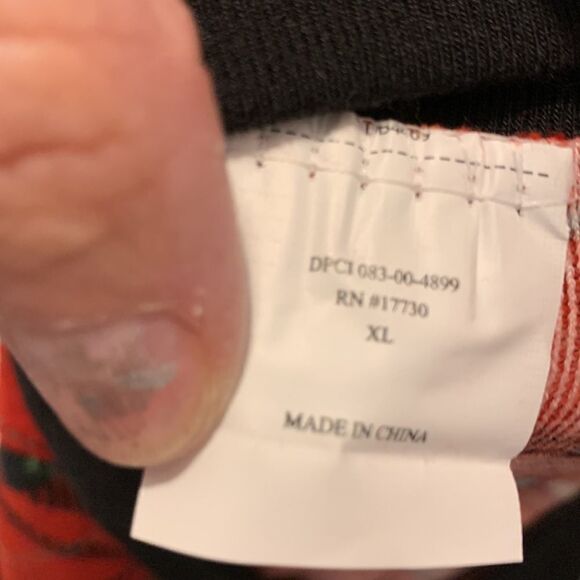 DPCI 083-00-4899
RN #17730
XL
MADE IN CHINA